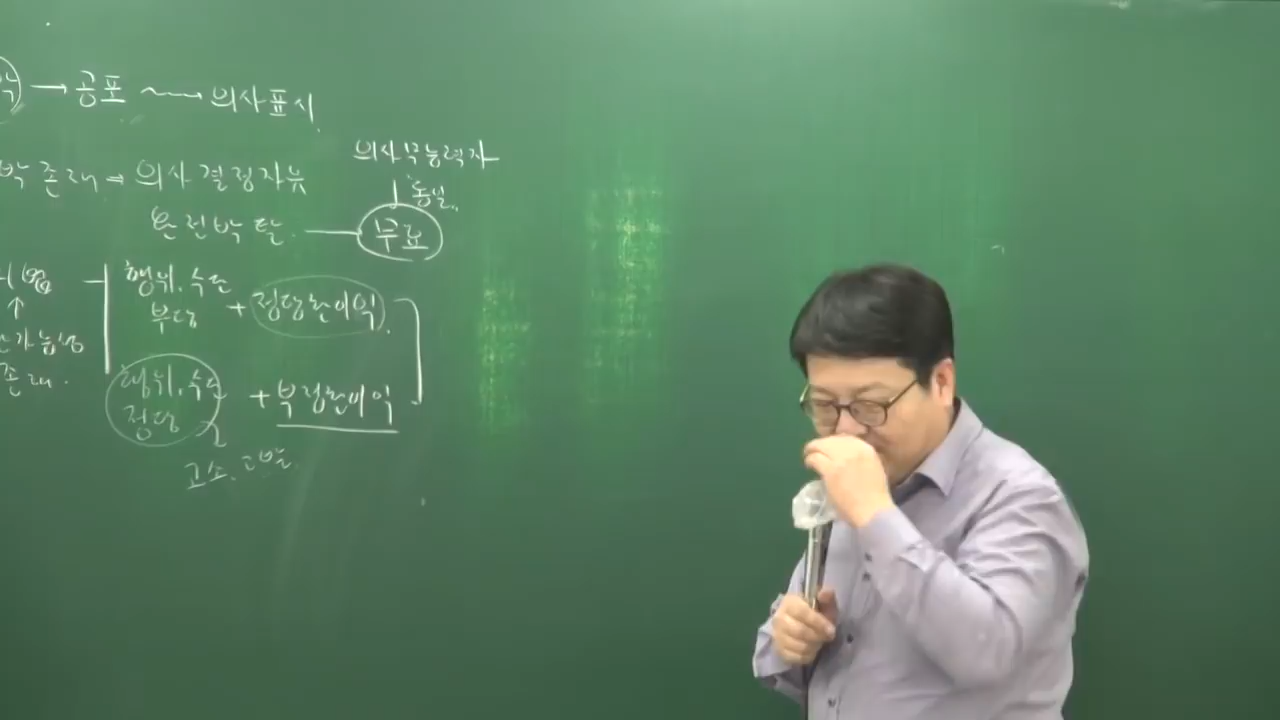 → 공포 ~→ 의사표시
의사무능력자
존재 → 의사결정자유
동일
완전박탈 — 무효
행위.수단
부당 + 정당한이익
가능성
존재.
행위.수단
정당 + 부정한이익
고소.고발.